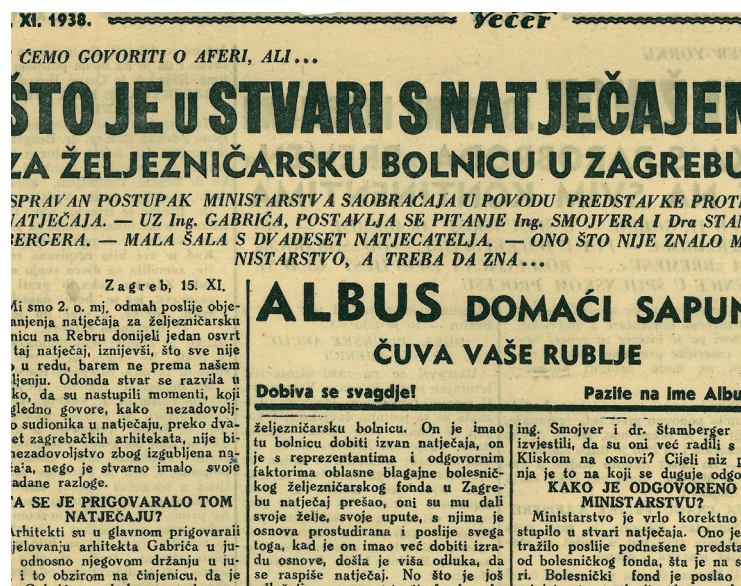 XI. 1938.
Večer
ĆEMO GOVORITI O AFERI, ALI...
ŠTO JE U STVARI S NATJEČAJEM
ZA ŽELJEZNIČARSKU BOLNICU U ZAGREBU
ISPRAVAN POSTUPAK MINISTARSTVA SAOBRAĆAJA U POVODU PREDSTAVKE PROTI
NATJEČAJA. — UZ Ing. GABRIĆA, POSTAVLJA SE PITANJE Ing. SMOJVERA I Dra STAM
BERGERA. — MALA ŠALA S DVADESET NATJECATELJA. — ONO ŠTO NIJE ZNALO M
NISTARSTVO, A TREBA DA ZNA...
Zagreb, 15. XI.
Mi smo 2. o. mj. odmah poslije obje-
anjenja natječaja za željezničarsku
nicu na Rebru donijeli jedan osvrt
taj natječaj, iznijevši, što sve nije
u redu, barem ne prema našem
ljenju. Odonda stvar se razvila u
ko, da su nastupili momenti, koji
gledno govore, kako nezadovolj-
o sudionika u natječaju, preko dva-
et zagrebačkih arhitekata, nije bi-
nezadovoljstvo zbog izgubljena na-
čaja, nego je stvarno imalo svoje
adane razloge.
TA SE JE PRIGOVARALO TOM
NATJEČAJU?
Arhitekti su u glavnom prigovarali
jelovanju arhitekta Gabrića u ju-
odnosno njegovom držanju u ju-
i to obzirom na činjenicu, da je
ALBUS DOMAĆI SAPUN
ČUVA VAŠE RUBLJE
Dobiva se svagdje!
Pazite na ime Albu
željezničarsku bolnicu. On je imao
tu bolnicu dobiti izvan natječaja, on
je s reprezentantima i odgovornim
faktorima oblasne blagajne bolesnič-
kog željezničarskog fonda u Zagre-
bu natječaj prešao, oni su mu dali
svoje želje, svoje upute, s njima je
osnova prostudirana i poslije svega
toga, kad je on imao već dobiti izra-
du osnove, došla je viša odluka, da
se raspiše natječaj. No što je još
ing. Smojver i dr. Štamberger
izvjestili, da su oni već radili s
Kliskom na osnovi? Cijeli niz p
nja je to na koji se duguje odgo
KAKO JE ODGOVORENO
MINISTARSTVU?
Ministarstvo je vrlo korektno
stupilo u stvari natječaja. Ono je
tražilo poslije podnešene predsta
od bolesničkog fonda, šta je na s
ri. Bolesnički fond je poslao